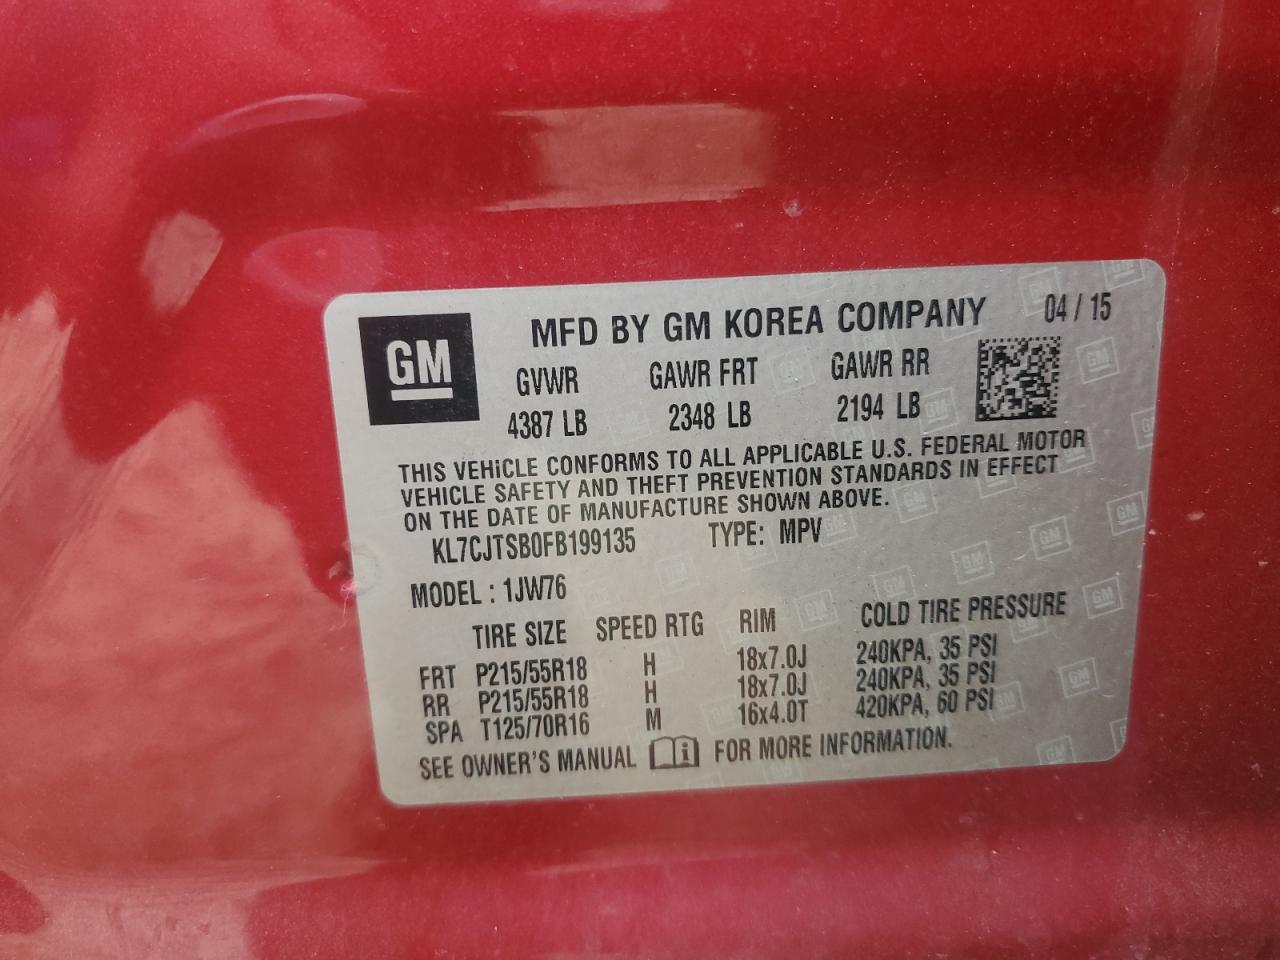 GM
MFD BY GM KOREA COMPANY 04 / 15
GVWR GAWR FRT GAWR RR
4387 LB 2348 LB 2194 LB
THIS VEHICLE CONFORMS TO ALL APPLICABLE U.S. FEDERAL MOTOR
VEHICLE SAFETY AND THEFT PREVENTION STANDARDS IN EFFECT
ON THE DATE OF MANUFACTURE SHOWN ABOVE.
KL7CJTSB0FB199135 TYPE: MPV
MODEL : 1JW76
TIRE SIZE SPEED RTG RIM COLD TIRE PRESSURE
FRT P215/55R18 H 18x7.0J 240KPA, 35 PSI
RR P215/55R18 H 18x7.0J 240KPA, 35 PSI
SPA T125/70R16 M 16x4.0T 420KPA, 60 PSI
SEE OWNER'S MANUAL FOR MORE INFORMATION.